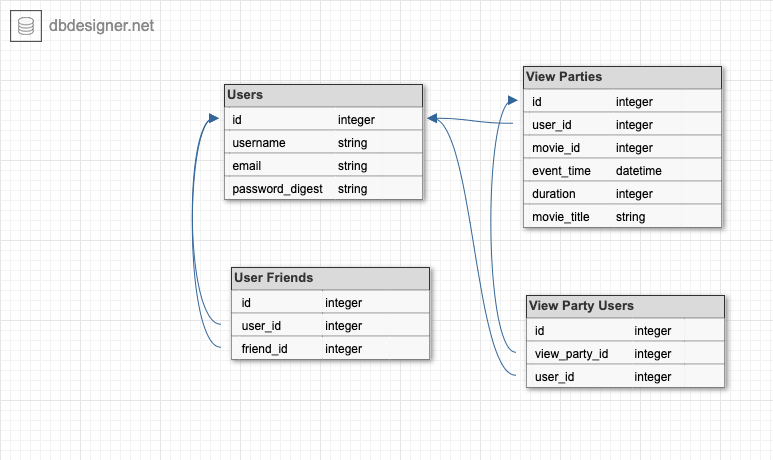 dbdesigner.net
Users
id integer
username string
email string
password_digest string
View Parties
id integer
user_id integer
movie_id integer
event_time datetime
duration integer
movie_title string
User Friends
id integer
user_id integer
friend_id integer
View Party Users
id integer
view_party_id integer
user_id integer